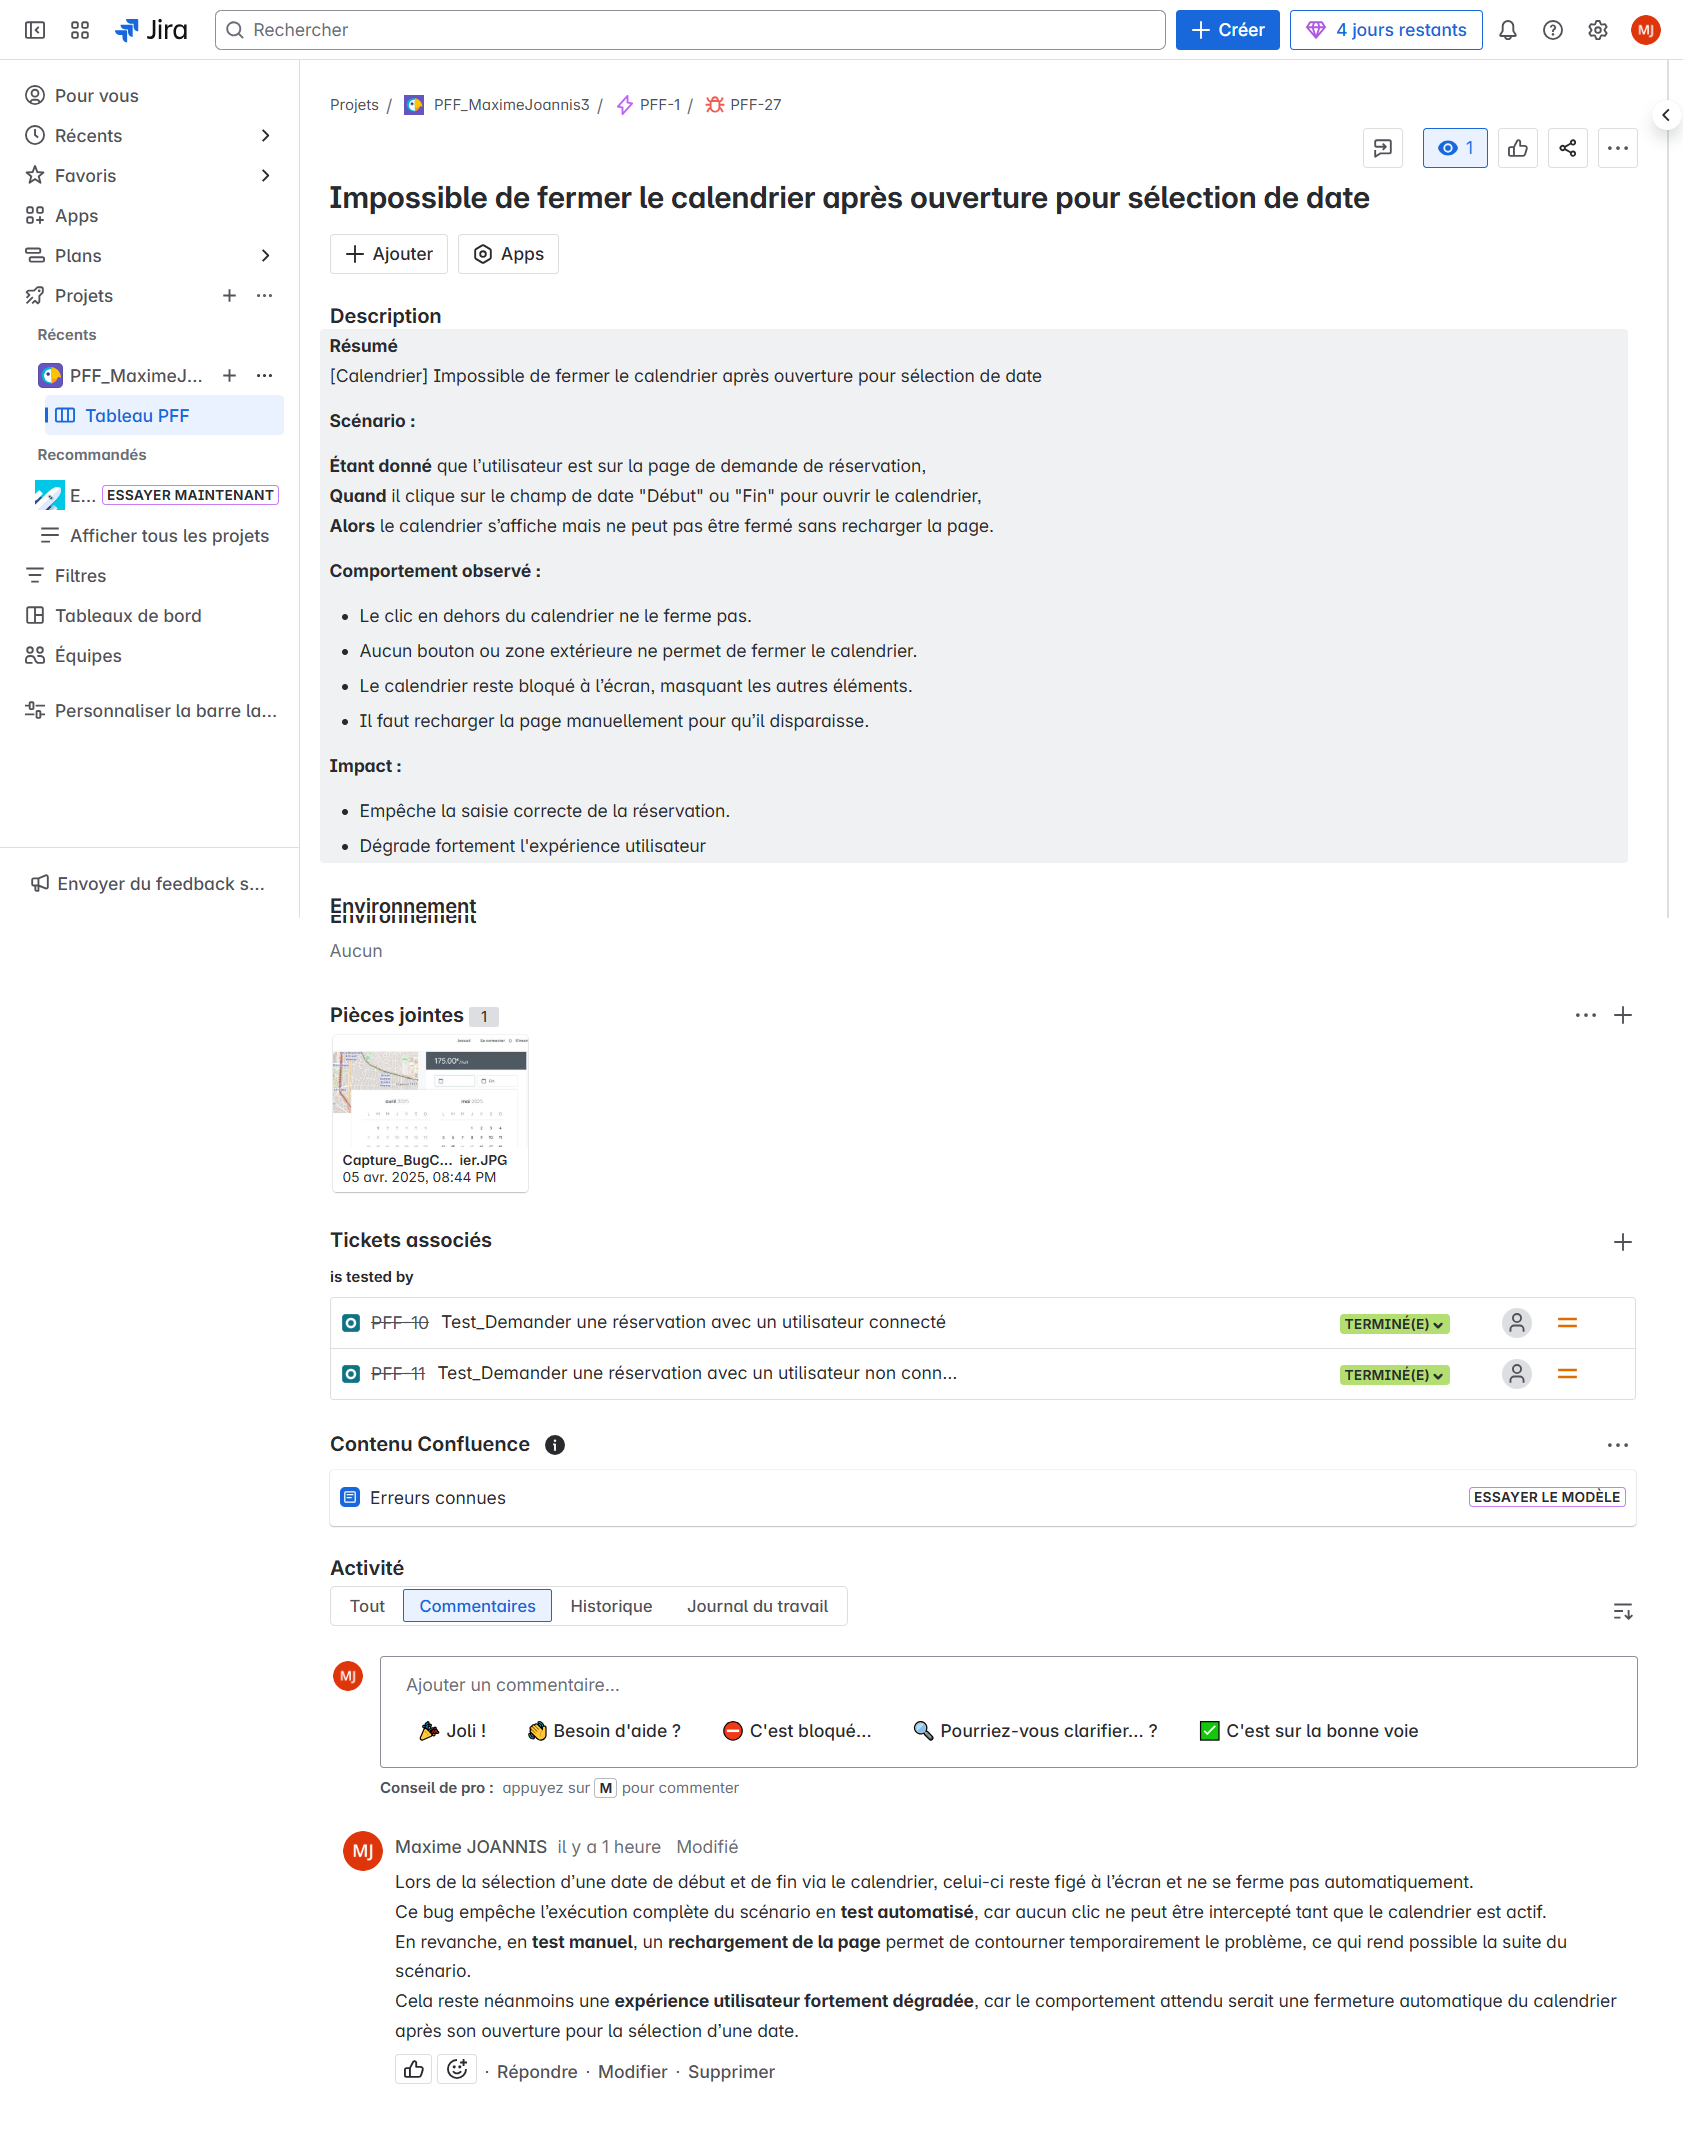 Jira
Rechercher
Créer
4 jours restants
MJ
Pour vous
Récents
Favoris
Apps
Plans
Projets
Récents
PFF_MaximeJ...
Tableau PFF
Recommandés
E... ESSAYER MAINTENANT
Afficher tous les projets
Filtres
Tableaux de bord
Équipes
Personnaliser la barre la...
Envoyer du feedback s...
Projets / PFF_MaximeJoannis3 / PFF-1 / PFF-27
1
Impossible de fermer le calendrier après ouverture pour sélection de date
Ajouter
Apps
Description
Résumé
[Calendrier] Impossible de fermer le calendrier après ouverture pour sélection de date
Scénario :
Étant donné que l’utilisateur est sur la page de demande de réservation,
Quand il clique sur le champ de date "Début" ou "Fin" pour ouvrir le calendrier,
Alors le calendrier s’affiche mais ne peut pas être fermé sans recharger la page.
Comportement observé :
• Le clic en dehors du calendrier ne le ferme pas.
• Aucun bouton ou zone extérieure ne permet de fermer le calendrier.
• Le calendrier reste bloqué à l’écran, masquant les autres éléments.
• Il faut recharger la page manuellement pour qu’il disparaisse.
Impact :
• Empêche la saisie correcte de la réservation.
• Dégrade fortement l'expérience utilisateur
Environnement
Environnement
Aucun
Pièces jointes 1
175.00€
avril 2025 mai 2025
Capture_BugC... ier.JPG
05 avr. 2025, 08:44 PM
Tickets associés
is tested by
PFF-10 Test_Demander une réservation avec un utilisateur connecté TERMINÉ(E)
PFF-11 Test_Demander une réservation avec un utilisateur non conn... TERMINÉ(E)
Contenu Confluence
Erreurs connues ESSAYER LE MODÈLE
Activité
Tout Commentaires Historique Journal du travail
MJ
Ajouter un commentaire...
Joli ! Besoin d'aide ? C'est bloqué... Pourriez-vous clarifier... ? C'est sur la bonne voie
Conseil de pro : appuyez sur M pour commenter
MJ
Maxime JOANNIS il y a 1 heure Modifié
Lors de la sélection d’une date de début et de fin via le calendrier, celui-ci reste figé à l’écran et ne se ferme pas automatiquement.
Ce bug empêche l’exécution complète du scénario en test automatisé, car aucun clic ne peut être intercepté tant que le calendrier est actif.
En revanche, en test manuel, un rechargement de la page permet de contourner temporairement le problème, ce qui rend possible la suite du
scénario.
Cela reste néanmoins une expérience utilisateur fortement dégradée, car le comportement attendu serait une fermeture automatique du calendrier
après son ouverture pour la sélection d’une date.
· Répondre · Modifier · Supprimer